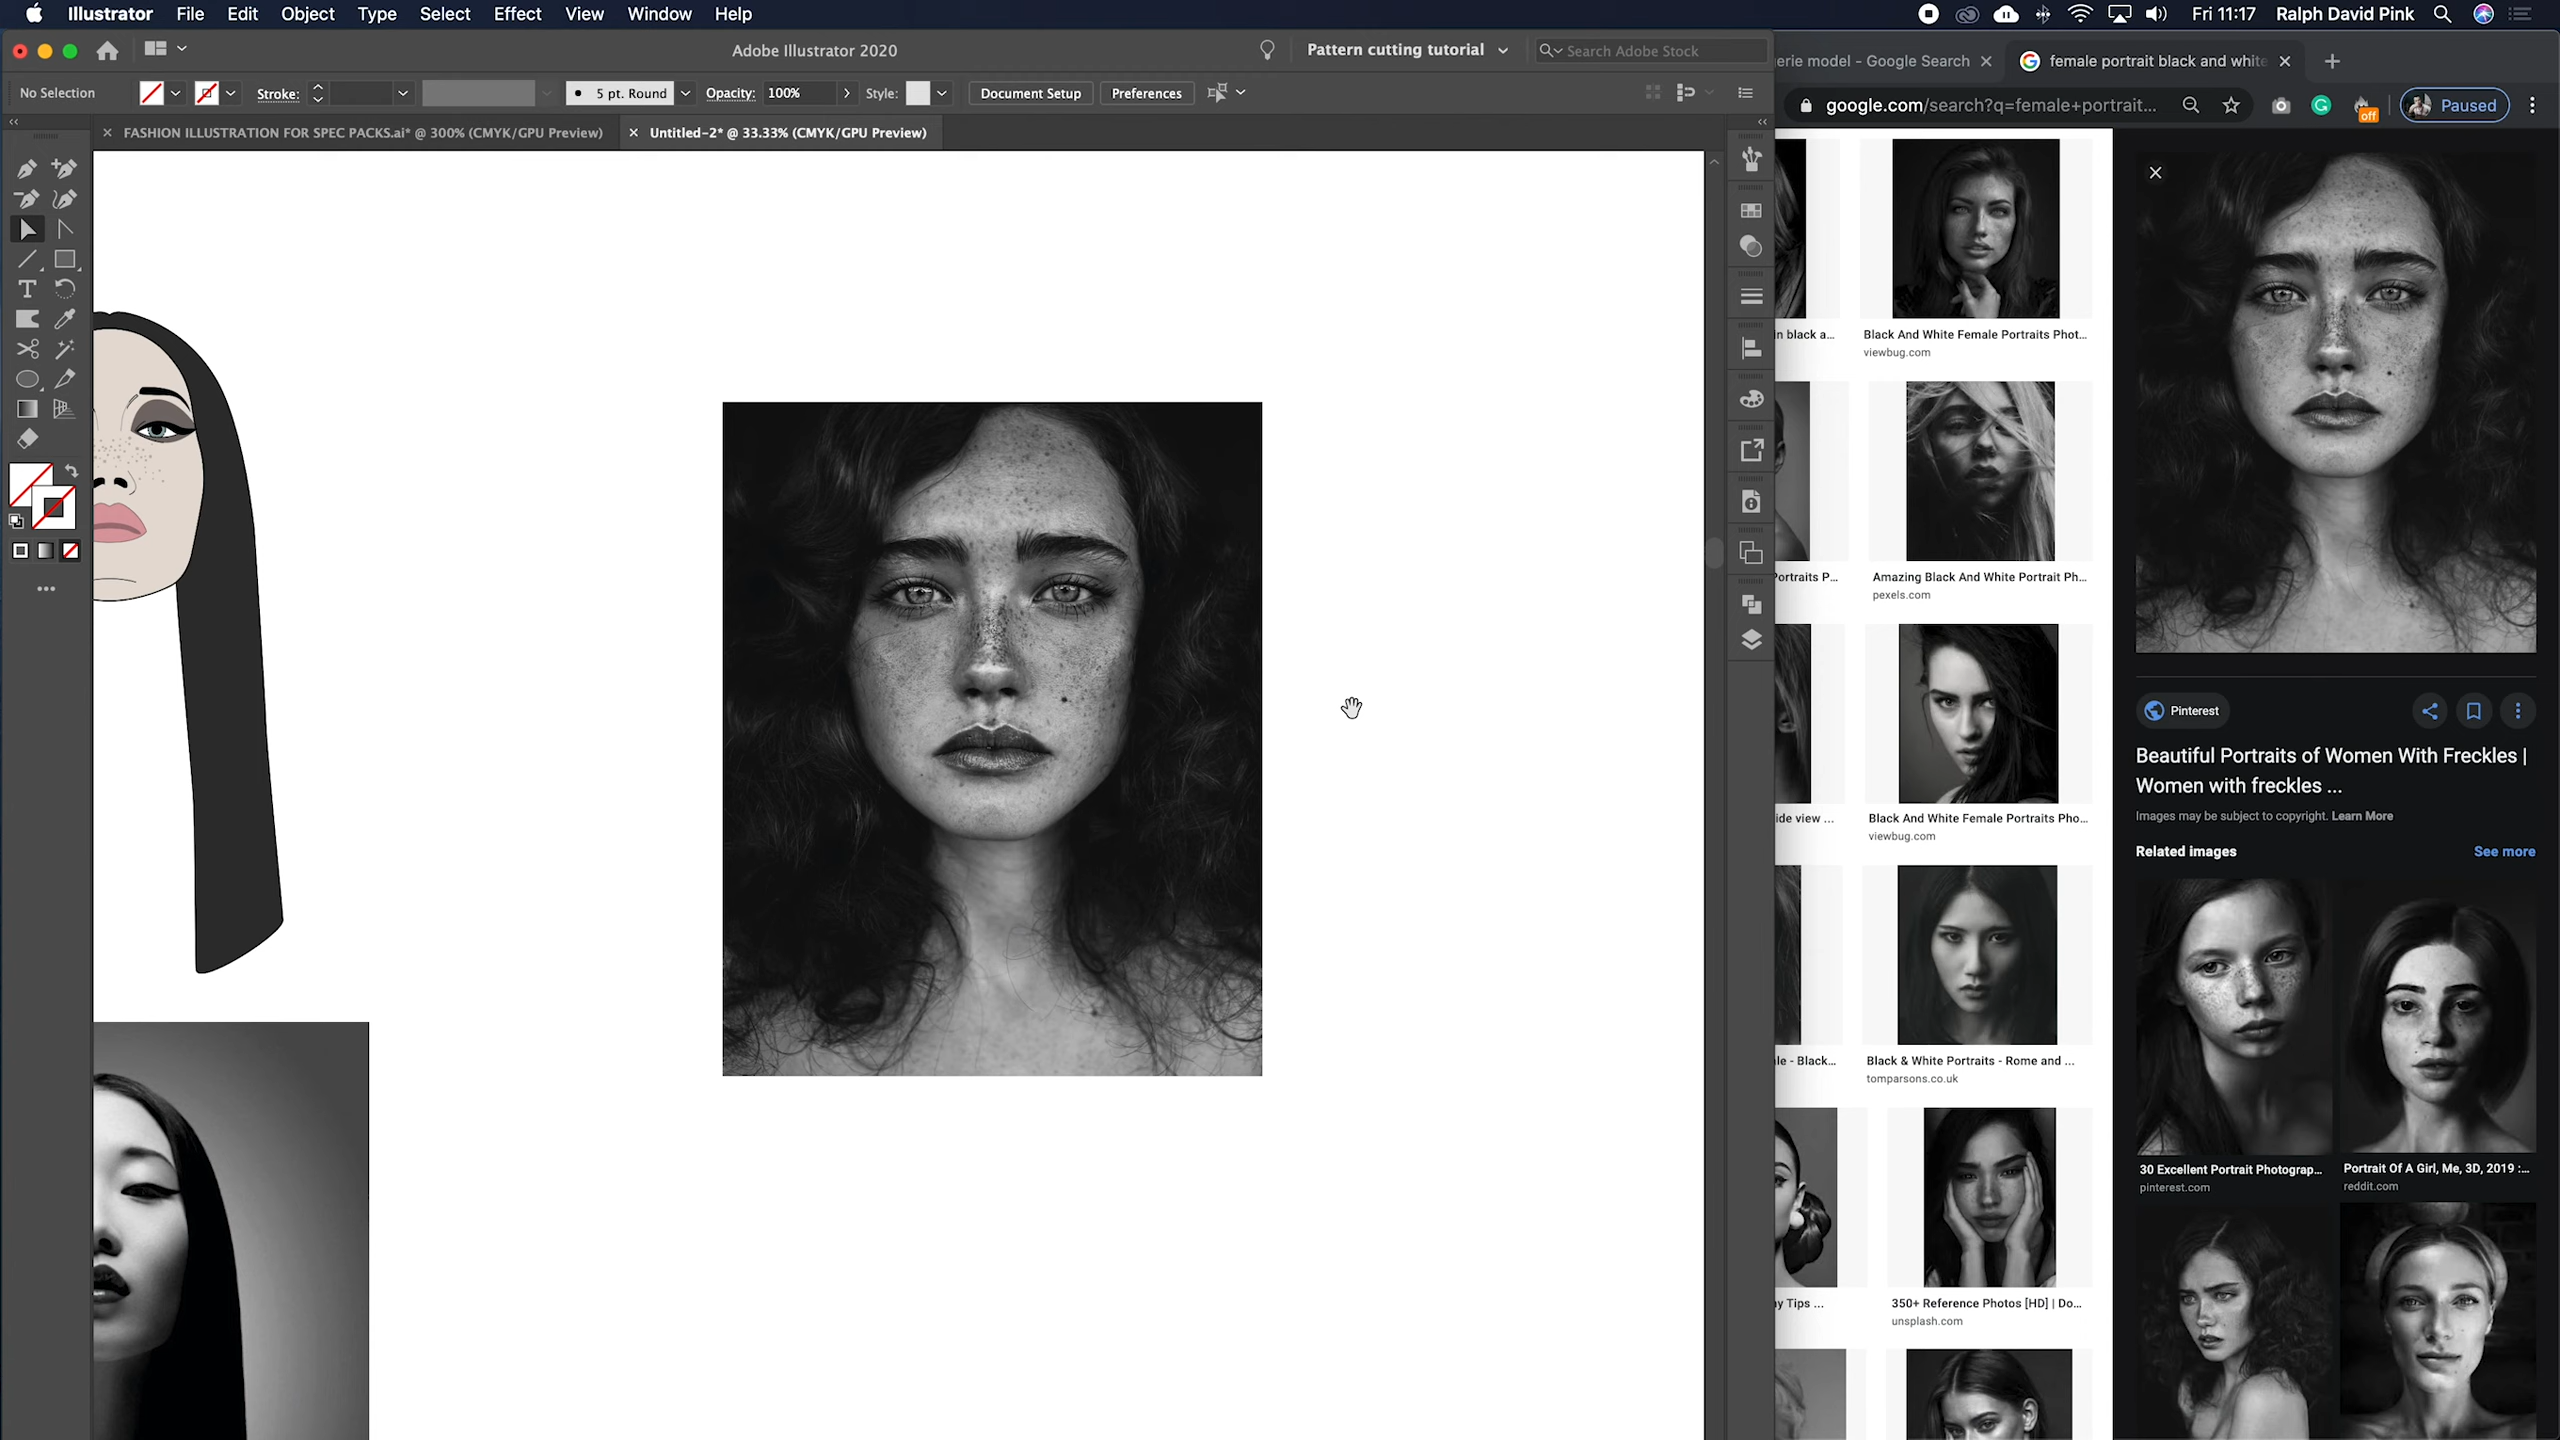 Illustrator File Edit Object Type Select Effect View Window Help
Fri 11:17 Ralph David Pink
Adobe Illustrator 2020
Pattern cutting tutorial
Search Adobe Stock
No Selection
Stroke:
5 pt. Round
Opacity: 100%
Style:
Document Setup
Preferences
FASHION ILLUSTRATION FOR SPEC PACKS.ai* @ 300% (CMYK/GPU Preview)
Untitled-2* @ 33.33% (CMYK/GPU Preview)
erie model - Google Search
female portrait black and white
google.com/search?q=female+portrait...
off
Paused
in black a...
Black And White Female Portraits Phot...
viewbug.com
Portraits P...
Amazing Black And White Portrait Ph...
pexels.com
ide view ...
Black And White Female Portraits Pho...
viewbug.com
le - Black...
Black & White Portraits - Rome and ...
tomparsons.co.uk
y Tips ...
350+ Reference Photos [HD] | Do...
unsplash.com
Pinterest
Beautiful Portraits of Women With Freckles |
Women with freckles ...
Images may be subject to copyright. Learn More
Related images
See more
30 Excellent Portrait Photograp...
pinterest.com
Portrait Of A Girl, Me, 3D, 2019 :...
reddit.com